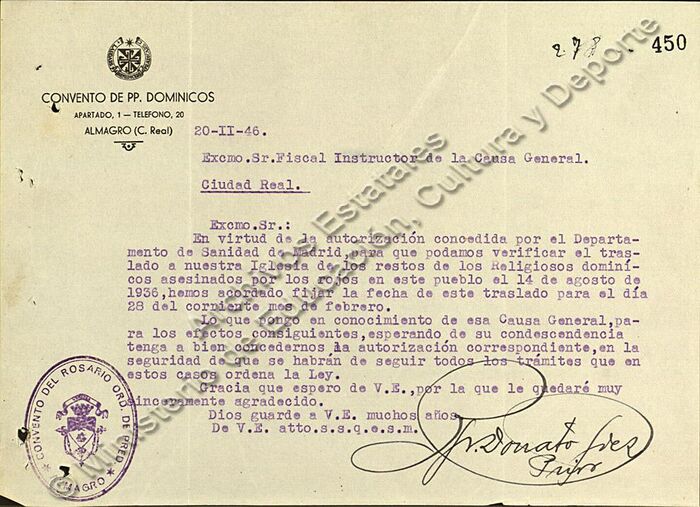 278 450
CONVENTO DE PP. DOMINICOS
APARTADO, 1 — TELEFONO, 20
ALMAGRO (C. Real)
20-II-46.
Excmo.Sr.Fiscal Instructor de la Causa General.
Ciudad Real.
Excmo.Sr.:
En virtud de la autorización concedida por el Departa-
mento de Sanidad de Madrid, para que podamos verificar el tras-
lado a nuestra Iglesia de los restos de los Religiosos domini-
cos asesinados por los rojos en este pueblo el 14 de agosto de
1936,hemos acordado fijar la fecha de este traslado para el día
28 del corriente mes de febrero.
Lo que pongo en conocimiento de esa Causa General,pa-
ra los efectos consiguientes,esperando de su condescendencia
tenga a bien concedernos la autorización correspondiente,en la
seguridad de que se habrán de seguir todos los trámites que en
estos casos ordena la Ley.
Gracia que espero de V.E.,por la que le quedaré muy
sinceramente agradecido.
Dios guarde a V.E. muchos años
De V.E. atto.s.s.q.e.s.m.
Fr. Donato
Prior
CONVENTO DEL ROSARIO ORD. DE PRED.
ALMAGRO
Archivos Estatales
© Ministerio de Educación, Cultura y Deporte